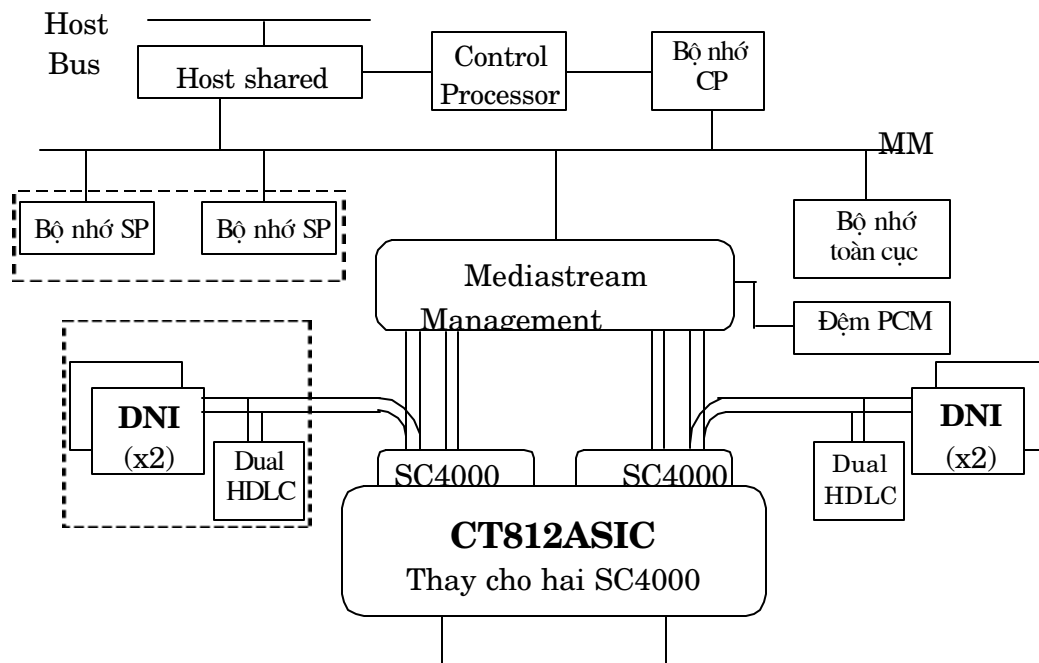 Host
Bus
Host shared
Control
Processor
Bộ nhớ
CP
MM
Bộ nhớ SP
Bộ nhớ SP
Bộ nhớ
toàn cục
Mediastream
Management
Đệm PCM
DNI
(x2)
Dual
HDLC
SC4000
SC4000
DNI
(x2)
Dual
HDLC
CT812ASIC
Thay cho hai SC4000